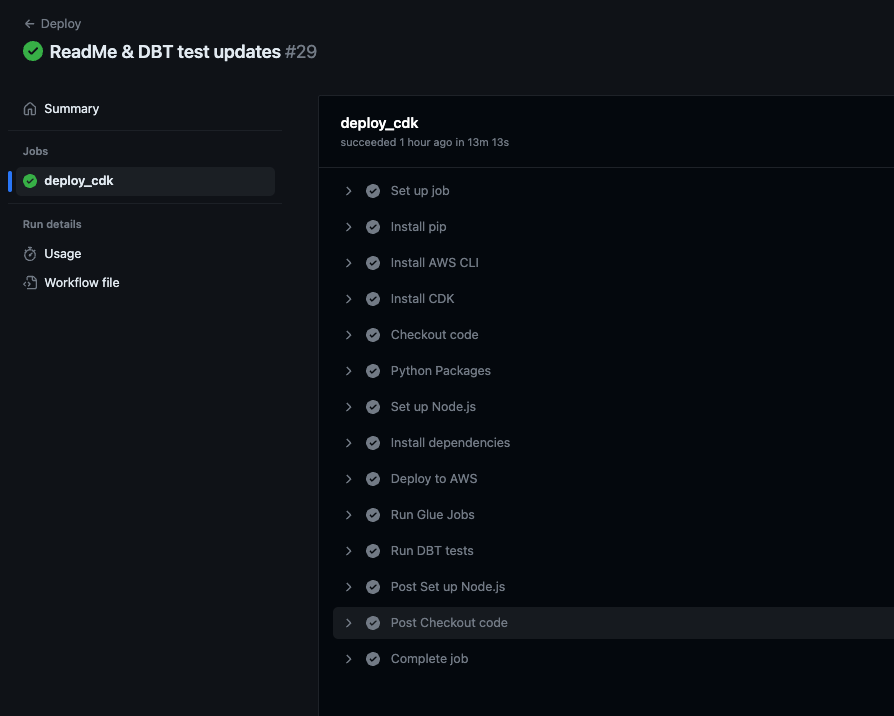 Deploy
ReadMe & DBT test updates #29
Summary
Jobs
deploy_cdk
Run details
Usage
Workflow file
deploy_cdk
succeeded 1 hour ago in 13m 13s
Set up job
Install pip
Install AWS CLI
Install CDK
Checkout code
Python Packages
Set up Node.js
Install dependencies
Deploy to AWS
Run Glue Jobs
Run DBT tests
Post Set up Node.js
Post Checkout code
Complete job